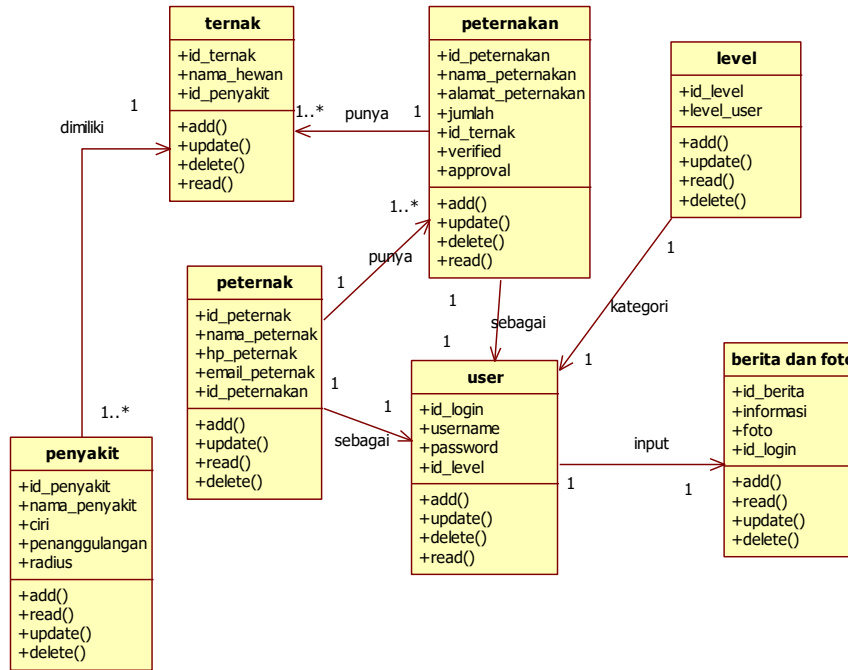 ternak
+id_ternak
+nama_hewan
+id_penyakit
+add()
+update()
+delete()
+read()
peternakan
+id_peternakan
+nama_peternakan
+alamat_peternakan
+jumlah
+id_ternak
+verified
+approval
+add()
+update()
+delete()
+read()
level
+id_level
+level_user
+add()
+update()
+read()
+delete()
1
dimiliki
1..*
punya
1
1..*
punya
1
peternak
+id_peternak
+nama_peternak
+hp_peternak
+email_peternak
+id_peternakan
+add()
+update()
+read()
+delete()
1
sebagai
1
1
kategori
1
1
sebagai
1
user
+id_login
+username
+password
+id_level
+add()
+update()
+delete()
+read()
input
1
1
berita dan foto
+id_berita
+informasi
+foto
+id_login
+add()
+read()
+update()
+delete()
1..*
penyakit
+id_penyakit
+nama_penyakit
+ciri
+penanggulangan
+radius
+add()
+read()
+update()
+delete()